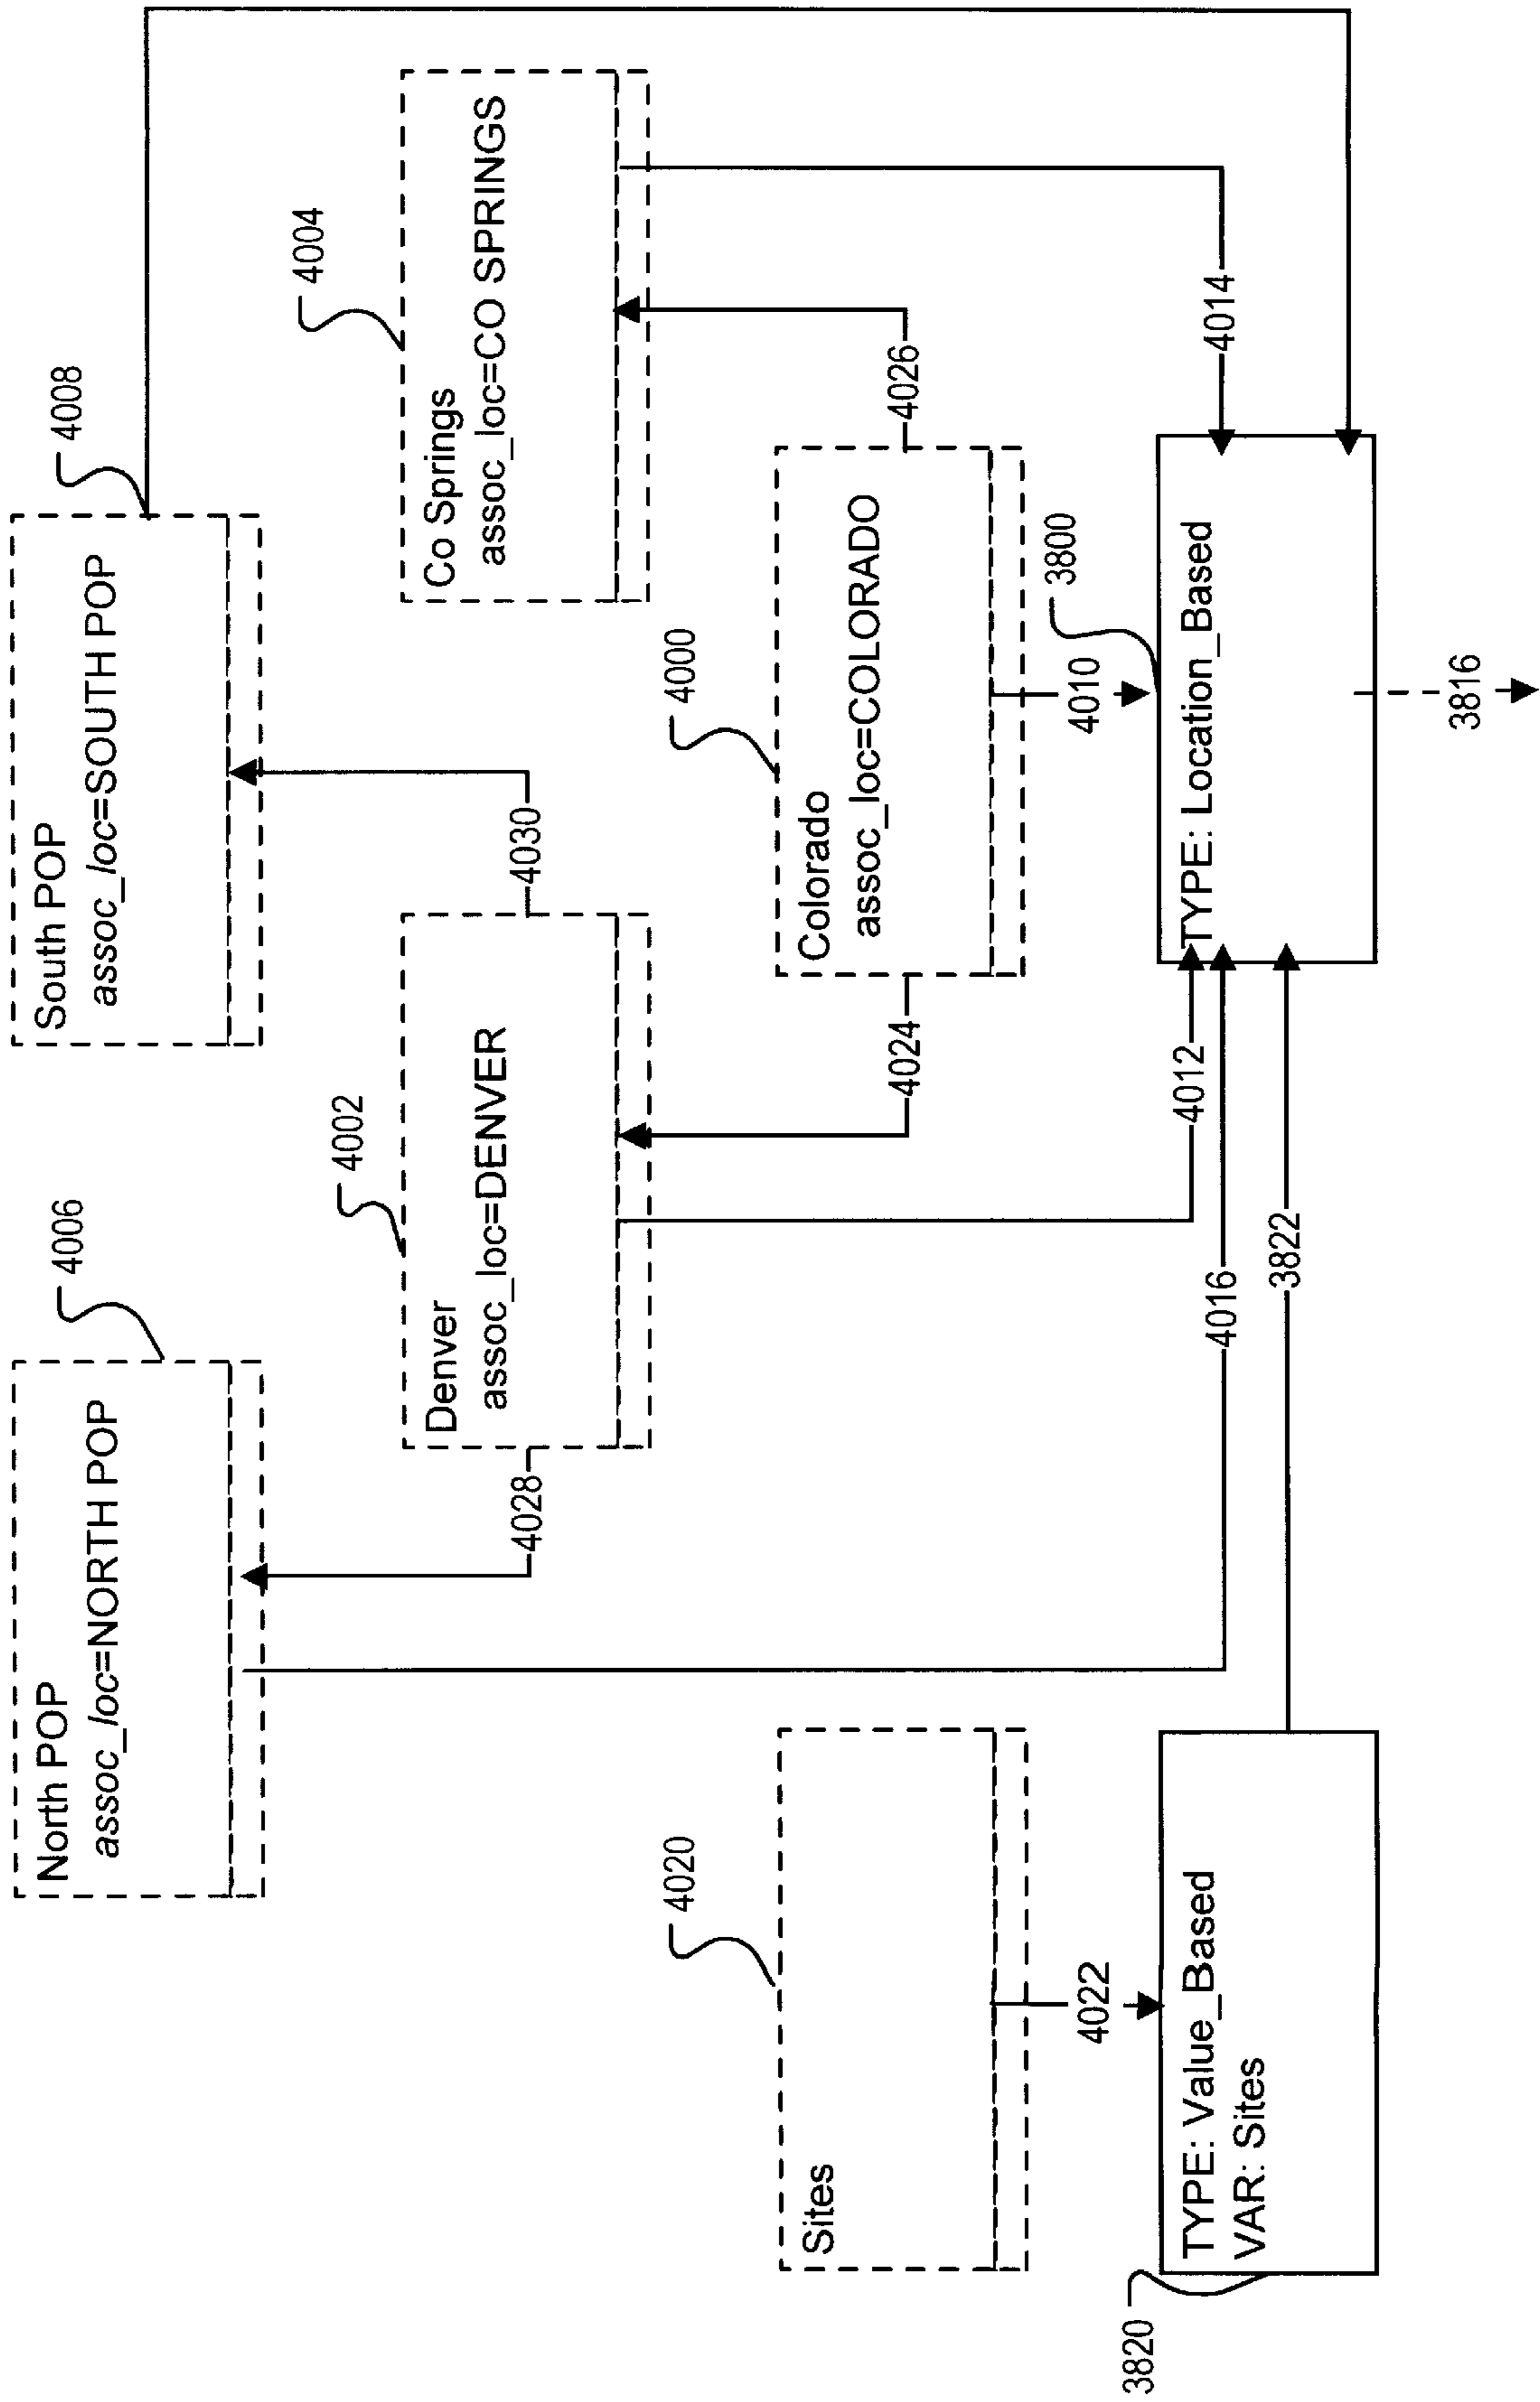 4006
North POP
assoc_loc=NORTH POP
4008
South POP
assoc_loc=SOUTH POP
4028
4002
Denver
assoc_loc=DENVER
4030
4004
Co Springs
assoc_loc=CO SPRINGS
4020
Sites
4024
4000
Colorado
assoc_loc=COLORADO
4026
4022
4012
4010
3800
4016
4014
3822
3820
TYPE: Value_Based
VAR: Sites
TYPE: Location_Based
3816